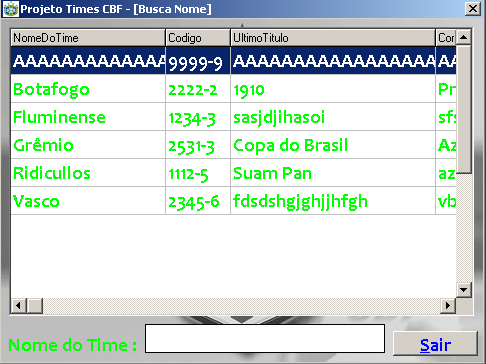 Projeto Times CBF - [Busca Nome]
NomeDoTime Codigo UltimoTitulo Cor
AAAAAAAAAAAAA 9999-9 AAAAAAAAAAAAAAAAA AA
Botafogo 2222-2 1910 Pr
Fluminense 1234-3 sasjdjihasoi sfs
Grêmio 2531-3 Copa do Brasil Az
Ridicullos 1112-5 Suam Pan az
Vasco 2345-6 fdsdshgjghjjhfgh vb
Nome do Time : Sair